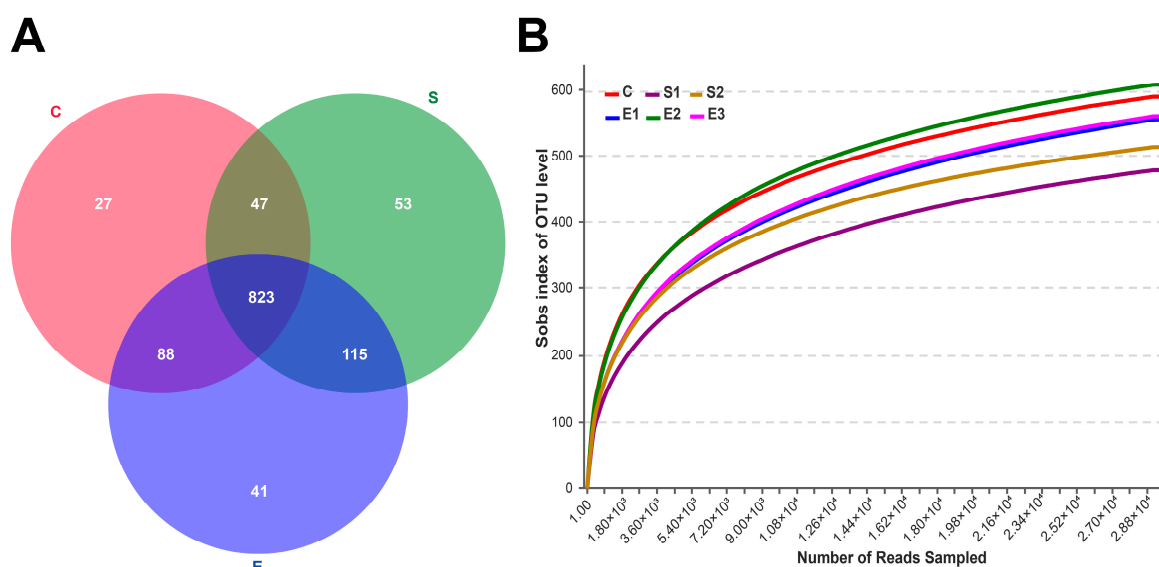 A
B
C
S
27
47
53
823
88
115
41
E
Sobs index of OTU level
600
500
400
300
200
100
0
C S1 S2
E1 E2 E3
1.00 1.80×10³ 3.60×10³ 5.40×10³ 7.20×10³ 9.00×10³ 1.08×10⁴ 1.26×10⁴ 1.44×10⁴ 1.62×10⁴ 1.80×10⁴ 1.98×10⁴ 2.16×10⁴ 2.34×10⁴ 2.52×10⁴ 2.70×10⁴ 2.88×10⁴
Number of Reads Sampled